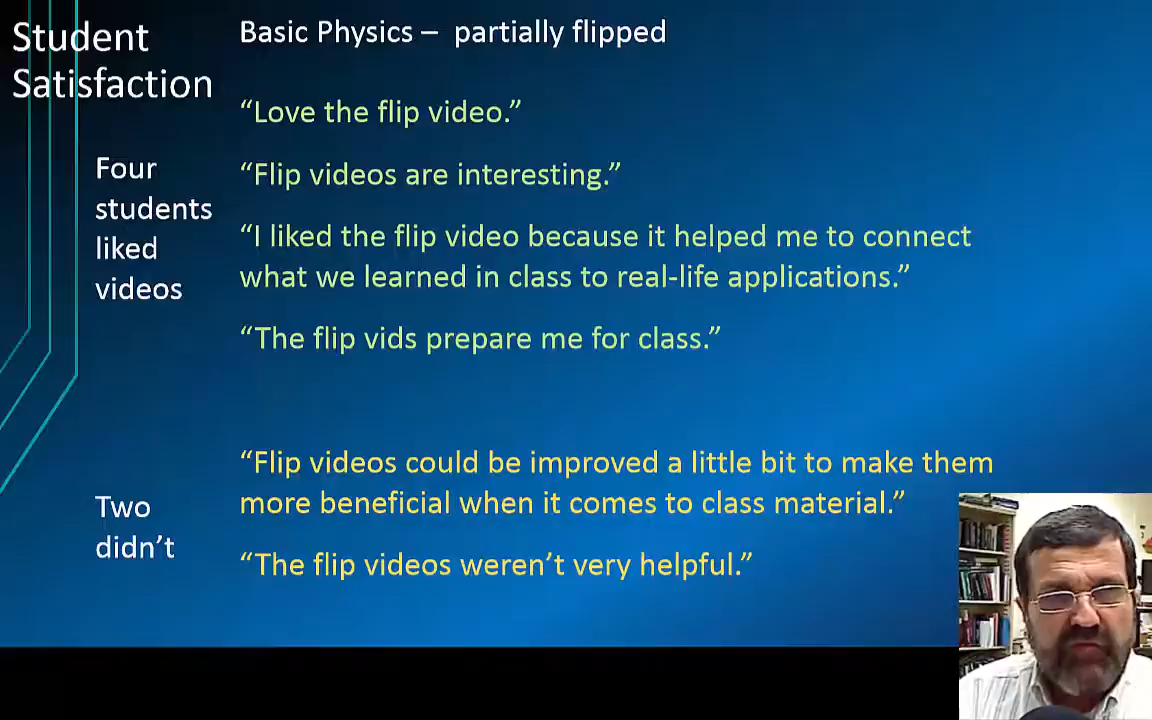 Student
Satisfaction
Basic Physics – partially flipped
Four
students
liked
videos
“Love the flip video.”
“Flip videos are interesting.”
“I liked the flip video because it helped me to connect
what we learned in class to real-life applications.”
“The flip vids prepare me for class.”
Two
didn’t
“Flip videos could be improved a little bit to make them
more beneficial when it comes to class material.”
“The flip videos weren’t very helpful.”